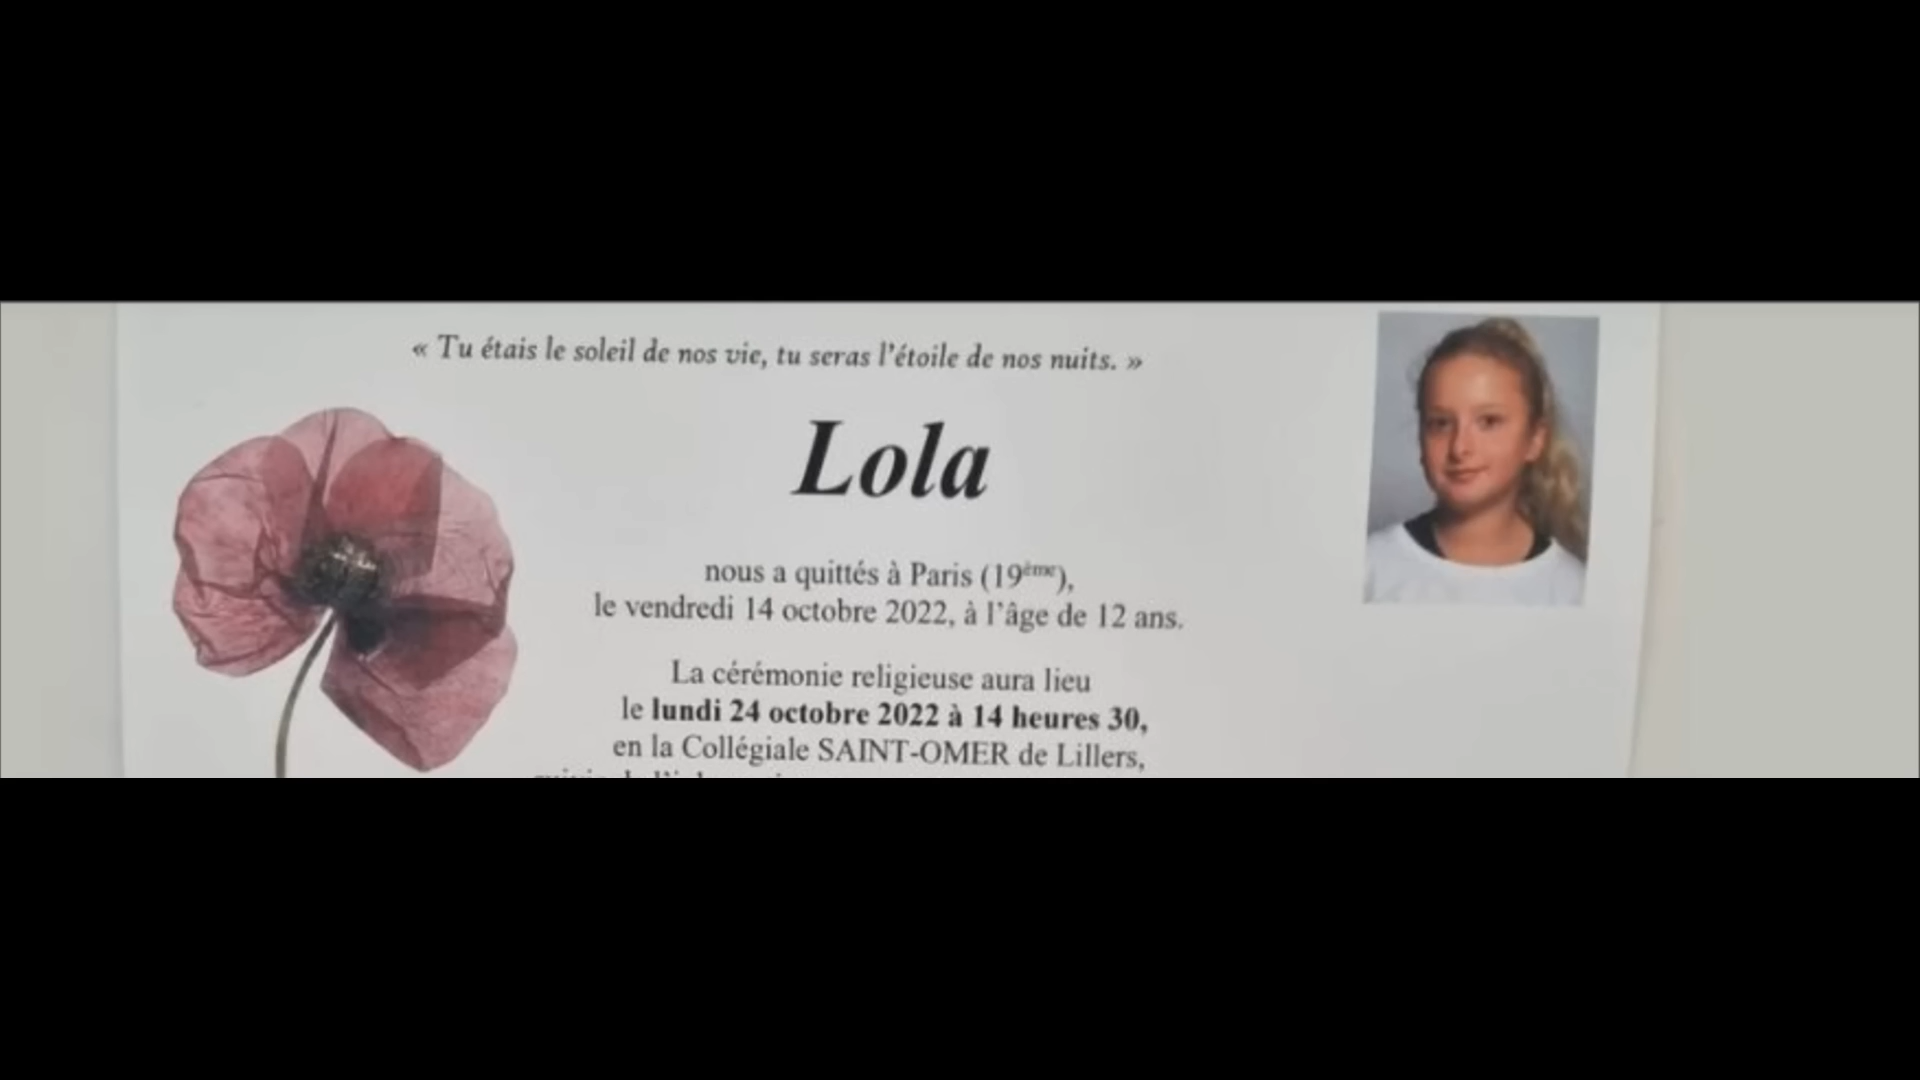 « Tu étais le soleil de nos vie, tu seras l'étoile de nos nuits. »
Lola
nous a quittés à Paris (19ème),
le vendredi 14 octobre 2022, à l'âge de 12 ans.
La cérémonie religieuse aura lieu
le lundi 24 octobre 2022 à 14 heures 30,
en la Collégiale SAINT-OMER de Lillers,